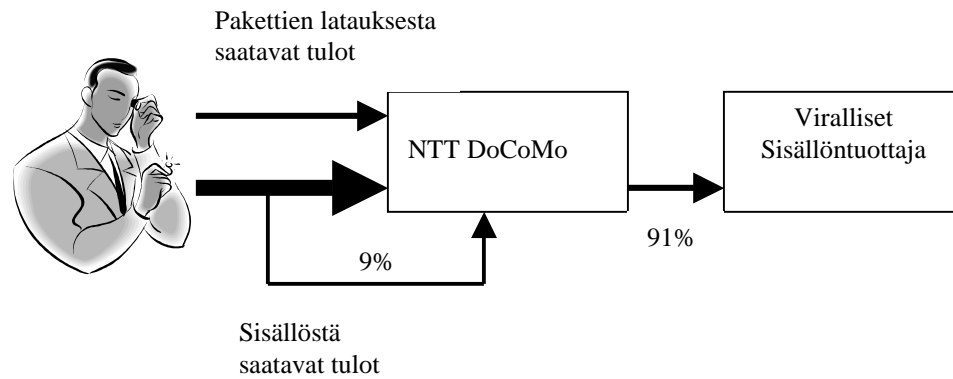 Pakettien latauksesta
saatavat tulot
NTT DoCoMo
Viralliset
Sisällöntuottaja
91%
9%
Sisällöstä
saatavat tulot